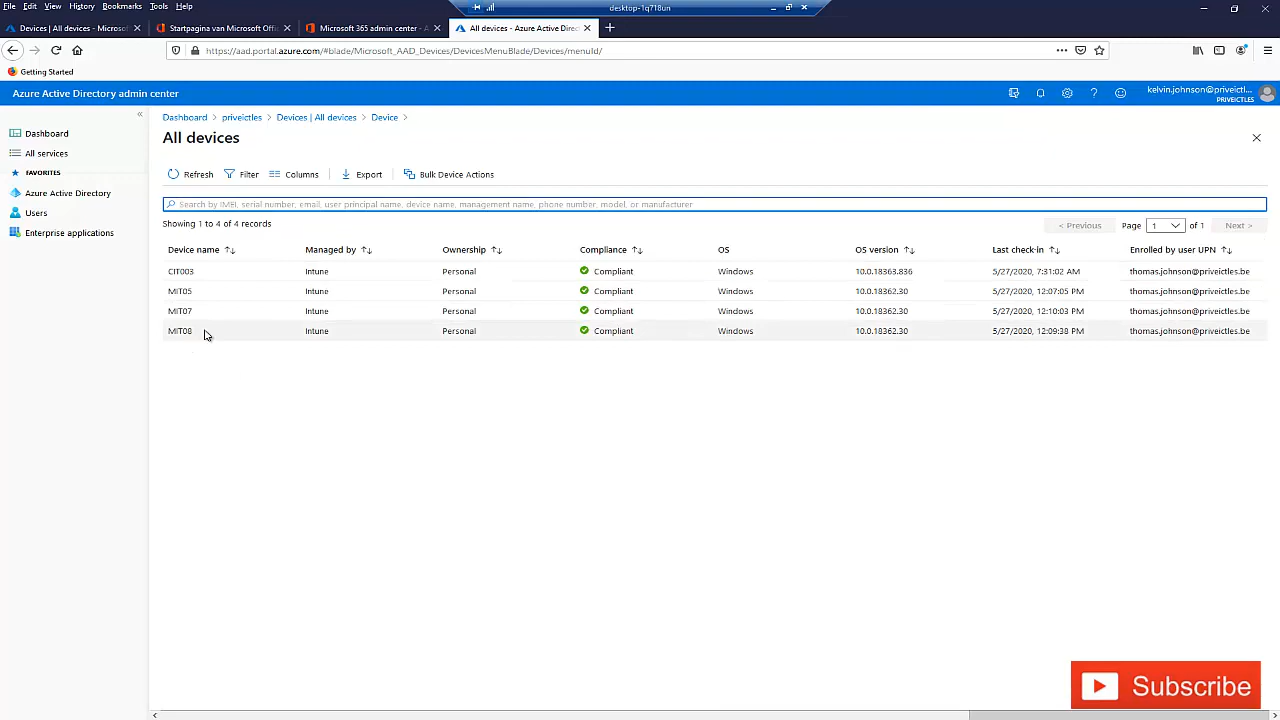 File Edit View History Bookmarks Tools Help
desktop-1q718un
Devices | All devices - Microsof
Startpagina van Microsoft Offic
Microsoft 365 admin center - A
All devices - Azure Active Direc
https://aad.portal.azure.com/#blade/Microsoft_AAD_Devices/DevicesMenuBlade/Devices/menuId/
Getting Started
Azure Active Directory admin center
kelvin.johnson@priveictl...
PRIVEICTLES
Dashboard > priveictles > Devices | All devices > Device >
All devices
Dashboard
All services
FAVORITES
Azure Active Directory
Users
Enterprise applications
Refresh Filter Columns Export Bulk Device Actions
Search by IMEI, serial number, email, user principal name, device name, management name, phone number, model, or manufacturer
Showing 1 to 4 of 4 records
< Previous Page 1 of 1 Next >
Device name Managed by Ownership Compliance OS OS version Last check-in Enrolled by user UPN
CIT003 Intune Personal Compliant Windows 10.0.18363.836 5/27/2020, 7:31:02 AM thomas.johnson@priveictles.be
MIT05 Intune Personal Compliant Windows 10.0.18362.30 5/27/2020, 12:07:05 PM thomas.johnson@priveictles.be
MIT07 Intune Personal Compliant Windows 10.0.18362.30 5/27/2020, 12:10:03 PM thomas.johnson@priveictles.be
MIT08 Intune Personal Compliant Windows 10.0.18362.30 5/27/2020, 12:09:38 PM thomas.johnson@priveictles.be
Subscribe